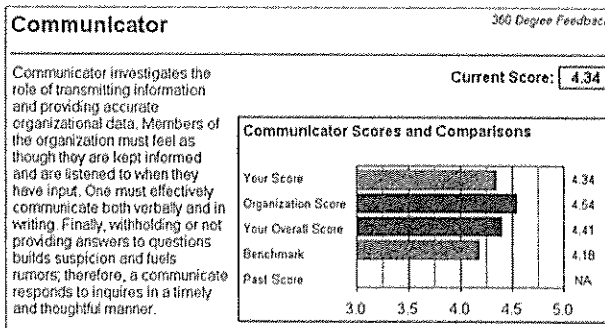 Communicator
360 Degree Feedback
Communicator investigates the
role of transmitting information
and providing accurate
organizational data. Members of
the organization must feel as
though they are kept informed
and are listened to when they
have input. One must effectively
communicate both verbally and in
writing. Finally, withholding or not
providing answers to questions
builds suspicion and fuels
rumors; therefore, a communicate
responds to inquires in a timely
and thoughtful manner.
Current Score: 4.34
Communicator Scores and Comparisons
Your Score 4.34
Organization Score 4.54
Your Overall Score 4.41
Benchmark 4.18
Past Score NA
3.0 3.5 4.0 4.5 5.0